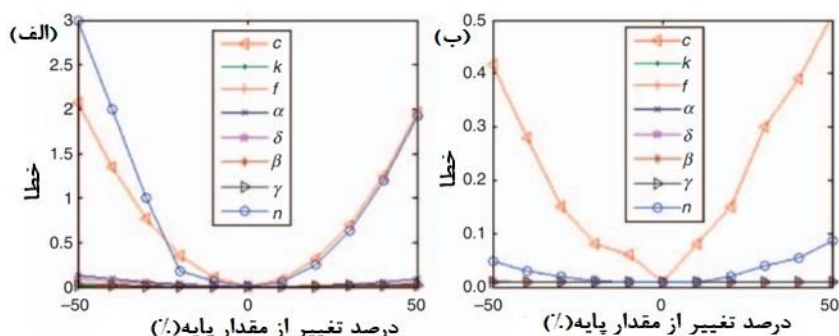 (الف)
خطا
3
2.5
2
1.5
1
0.5
0
−50
0
50
c
k
f
α
δ
β
γ
n
درصد تغییر از مقدار پایه(٪)
(ب)
خطا
0.5
0.4
0.3
0.2
0.1
0.0
−50
0
50
c
k
f
α
δ
β
γ
n
درصد تغییر از مقدار پایه(٪)